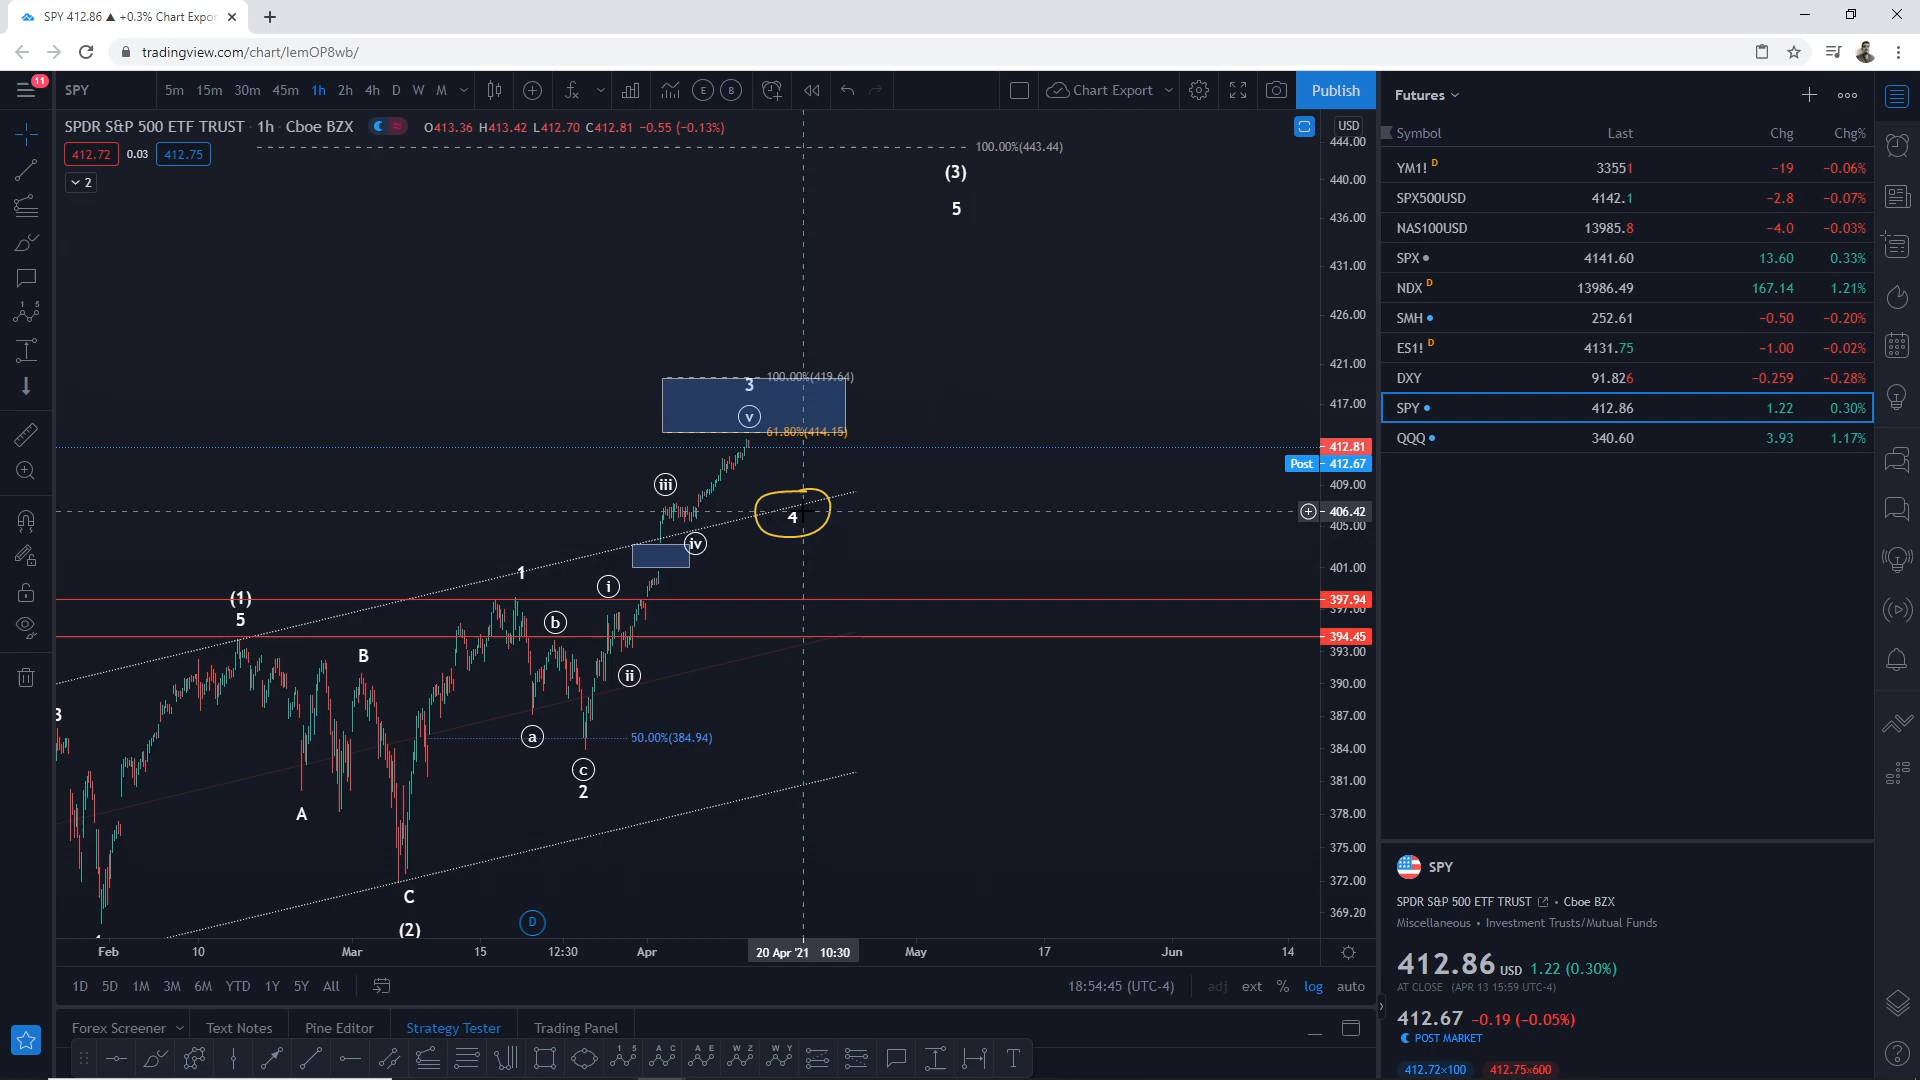 SPY 412.86 ▲ +0.3% Chart Expor
tradingview.com/chart/lemOP8wb/
11
SPY 5m 15m 30m 45m 1h 2h 4h D W M
E B
Chart Export
Publish
SPDR S&P 500 ETF TRUST · 1h · Cboe BZX O413.36 H413.42 L412.70 C412.81 −0.55 (−0.13%)
412.72 0.03 412.75
2
USD
444.00
100.00%(443.44)
(3)
5
440.00
436.00
431.00
426.00
421.00
417.00
100.00%(419.64)
3
v
61.80%(414.15)
412.81
Post 412.67
409.00
iii
4
406.42
405.00
iv
401.00
1
i
(1)
5
397.94
397.00
b
394.45
393.00
B
ii
390.00
3
387.00
a
50.00%(384.94)
384.00
c
2
381.00
A
378.00
375.00
372.00
C
(2)
D
369.20
Feb 10 Mar 15 12:30 Apr 20 Apr '21 10:30 May 17 Jun 14
1D 5D 1M 3M 6M YTD 1Y 5Y All
18:54:45 (UTC-4) adj ext % log auto
Forex Screener Text Notes Pine Editor Strategy Tester Trading Panel
Futures
Symbol Last Chg Chg%
YM1! D 33551 −19 −0.06%
SPX500USD 4142.1 −2.8 −0.07%
NAS100USD 13985.8 −4.0 −0.03%
SPX 4141.60 13.60 0.33%
NDX D 13986.49 167.14 1.21%
SMH 252.61 −0.50 −0.20%
ES1! D 4131.75 −1.00 −0.02%
DXY 91.826 −0.259 −0.28%
SPY 412.86 1.22 0.30%
QQQ 340.60 3.93 1.17%
SPY
SPDR S&P 500 ETF TRUST • Cboe BZX
Miscellaneous • Investment Trusts/Mutual Funds
412.86 USD 1.22 (0.30%)
AT CLOSE (APR 13 15:59 UTC-4)
412.67 −0.19 (−0.05%)
POST MARKET
412.72×100 412.75×600